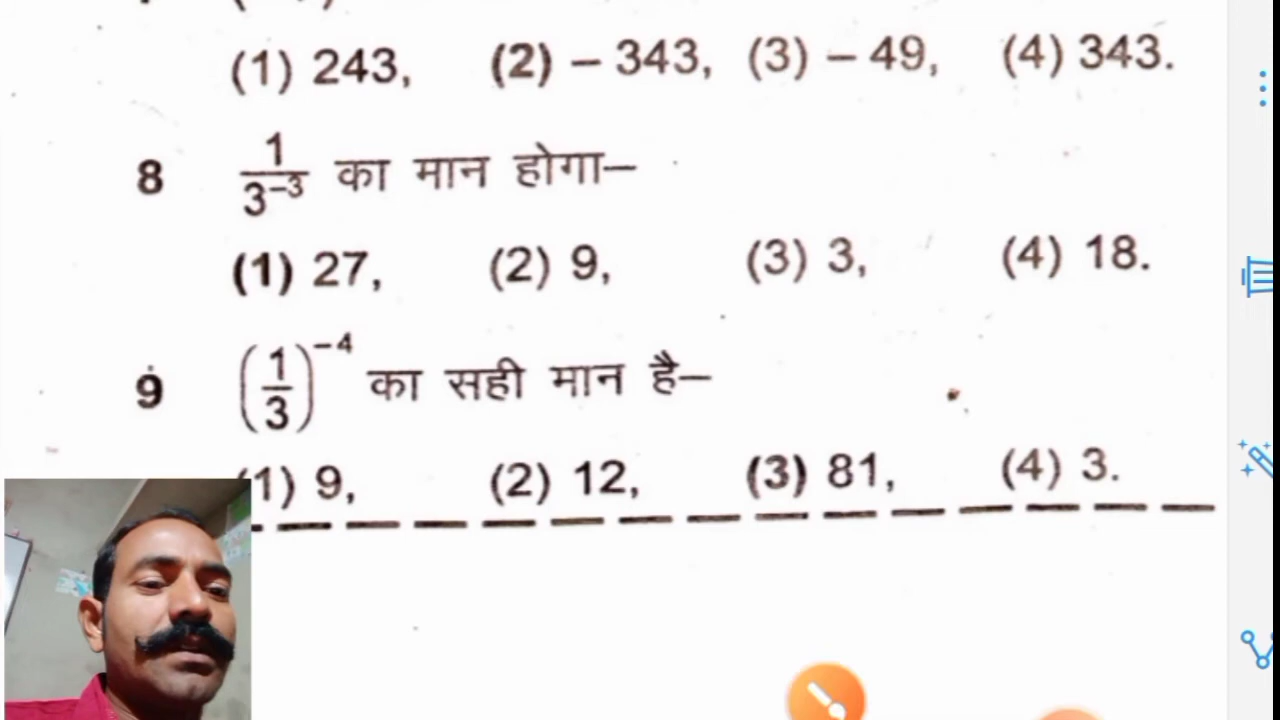 (1) 243, (2) – 343, (3) – 49, (4) 343.
8 1/3⁻³ का मान होगा–
(1) 27, (2) 9, (3) 3, (4) 18.
9 (1/3)⁻⁴ का सही मान है–
(1) 9, (2) 12, (3) 81, (4) 3.